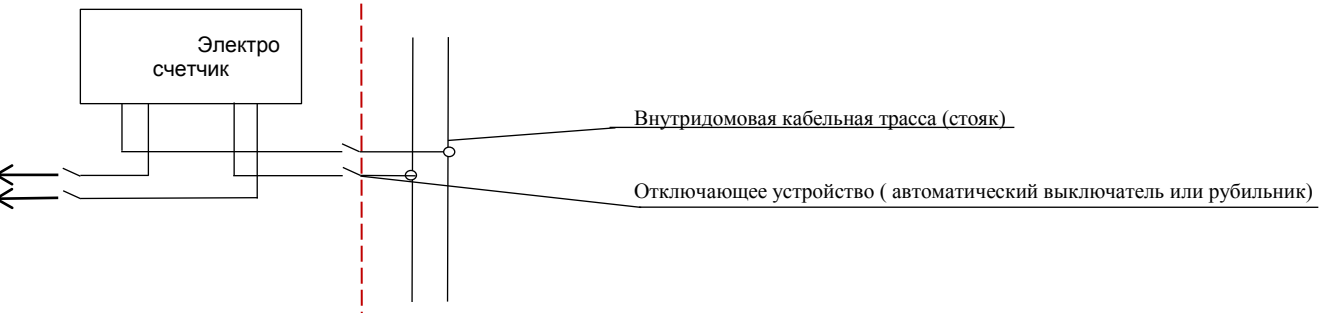 Электро
счетчик
Внутридомовая кабельная трасса (стояк)
Отключающее устройство ( автоматический выключатель или рубильник)